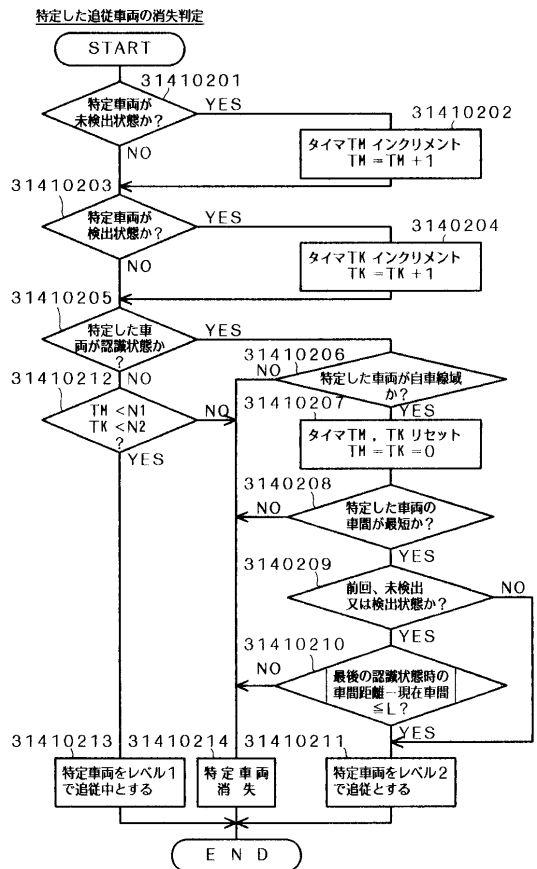 特定した追従車両の消失判定
START
31410201
特定車両が
未検出状態か?
YES
NO
31410202
タイマTM インクリメント
TM=TM+1
31410203
特定車両が
検出状態か?
YES
NO
3140204
タイマTK インクリメント
TK=TK+1
31410205
特定した車
両が認識状態か
?
YES
NO
31410206
特定した車両が自車線域
か?
NO
YES
31410212
TM<N1
TK<N2
?
NO
YES
31410207
タイマTM,TK リセット
TM=TK=0
3140208
特定した車両の
車間が最短か?
NO
YES
3140209
前回、未検出
又は検出状態か?
NO
YES
31410210
最後の認識状態時の
車間距離-現在車間
≦L?
NO
YES
31410213
特定車両をレベル1
で追従中とする
31410214
特定車両
消失
31410211
特定車両をレベル2
で追従とする
END